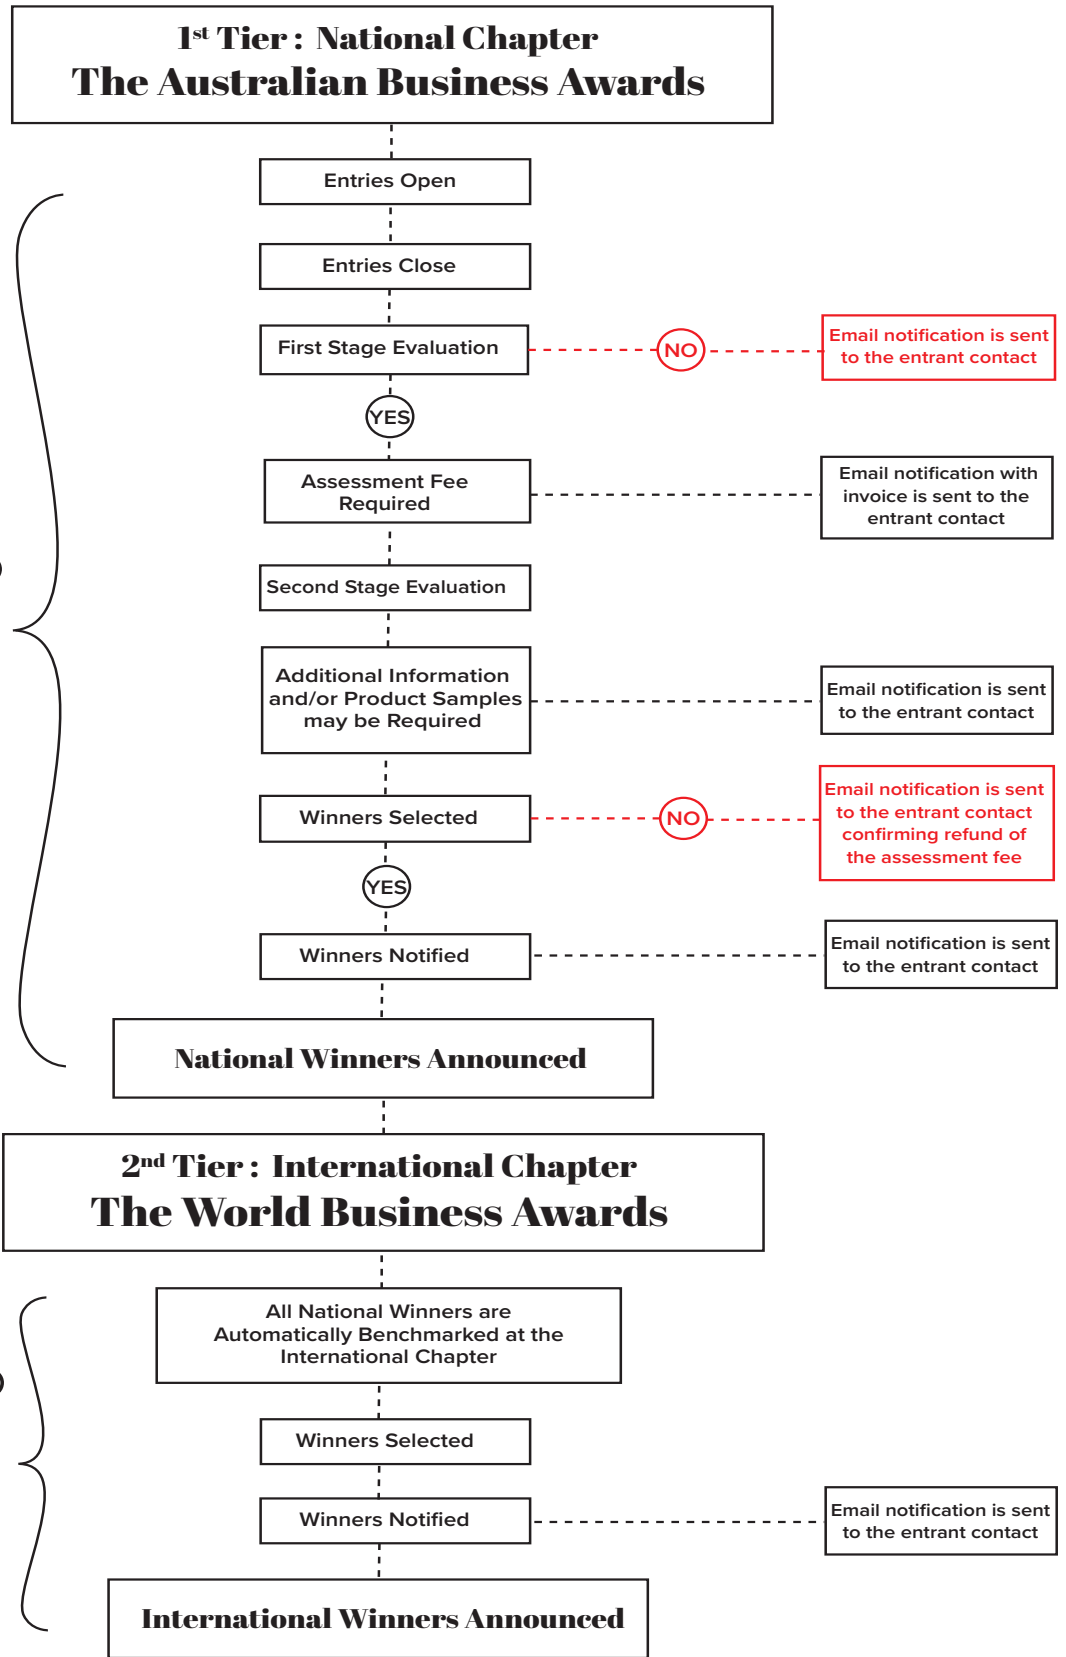 1st Tier : National Chapter
The Australian Business Awards
Entries Open
Entries Close
First Stage Evaluation
NO
Email notification is sent
to the entrant contact
YES
Assessment Fee
Required
Email notification with
invoice is sent to the
entrant contact
Second Stage Evaluation
Additional Information
and/or Product Samples
may be Required
Email notification is sent
to the entrant contact
Winners Selected
NO
Email notification is sent
to the entrant contact
confirming refund of
the assessment fee
YES
Winners Notified
Email notification is sent
to the entrant contact
National Winners Announced
2nd Tier : International Chapter
The World Business Awards
All National Winners are
Automatically Benchmarked at the
International Chapter
Winners Selected
Winners Notified
Email notification is sent
to the entrant contact
International Winners Announced